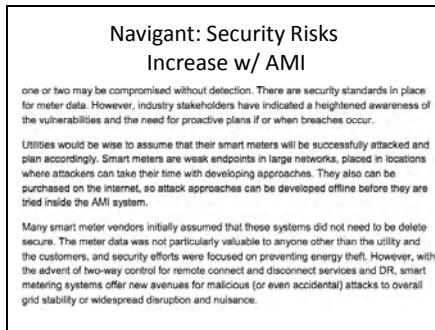 Navigant: Security Risks
Increase w/ AMI
one or two may be compromised without detection. There are security standards in place
for meter data. However, industry stakeholders have indicated a heightened awareness of
the vulnerabilities and the need for proactive plans if or when breaches occur.
Utilities would be wise to assume that their smart meters will be successfully attacked and
plan accordingly. Smart meters are weak endpoints in large networks, placed in locations
where attackers can take their time with developing approaches. They also can be
purchased on the internet, so attack approaches can be developed offline before they are
tried inside the AMI system.
Many smart meter vendors initially assumed that these systems did not need to be delete
secure. The meter data was not particularly valuable to anyone other than the utility and
the customers, and security efforts were focused on preventing energy theft. However, with
the advent of two-way control for remote connect and disconnect services and DR, smart
metering systems offer new avenues for malicious (or even accidental) attacks to overall
grid stability or widespread disruption and nuisance.